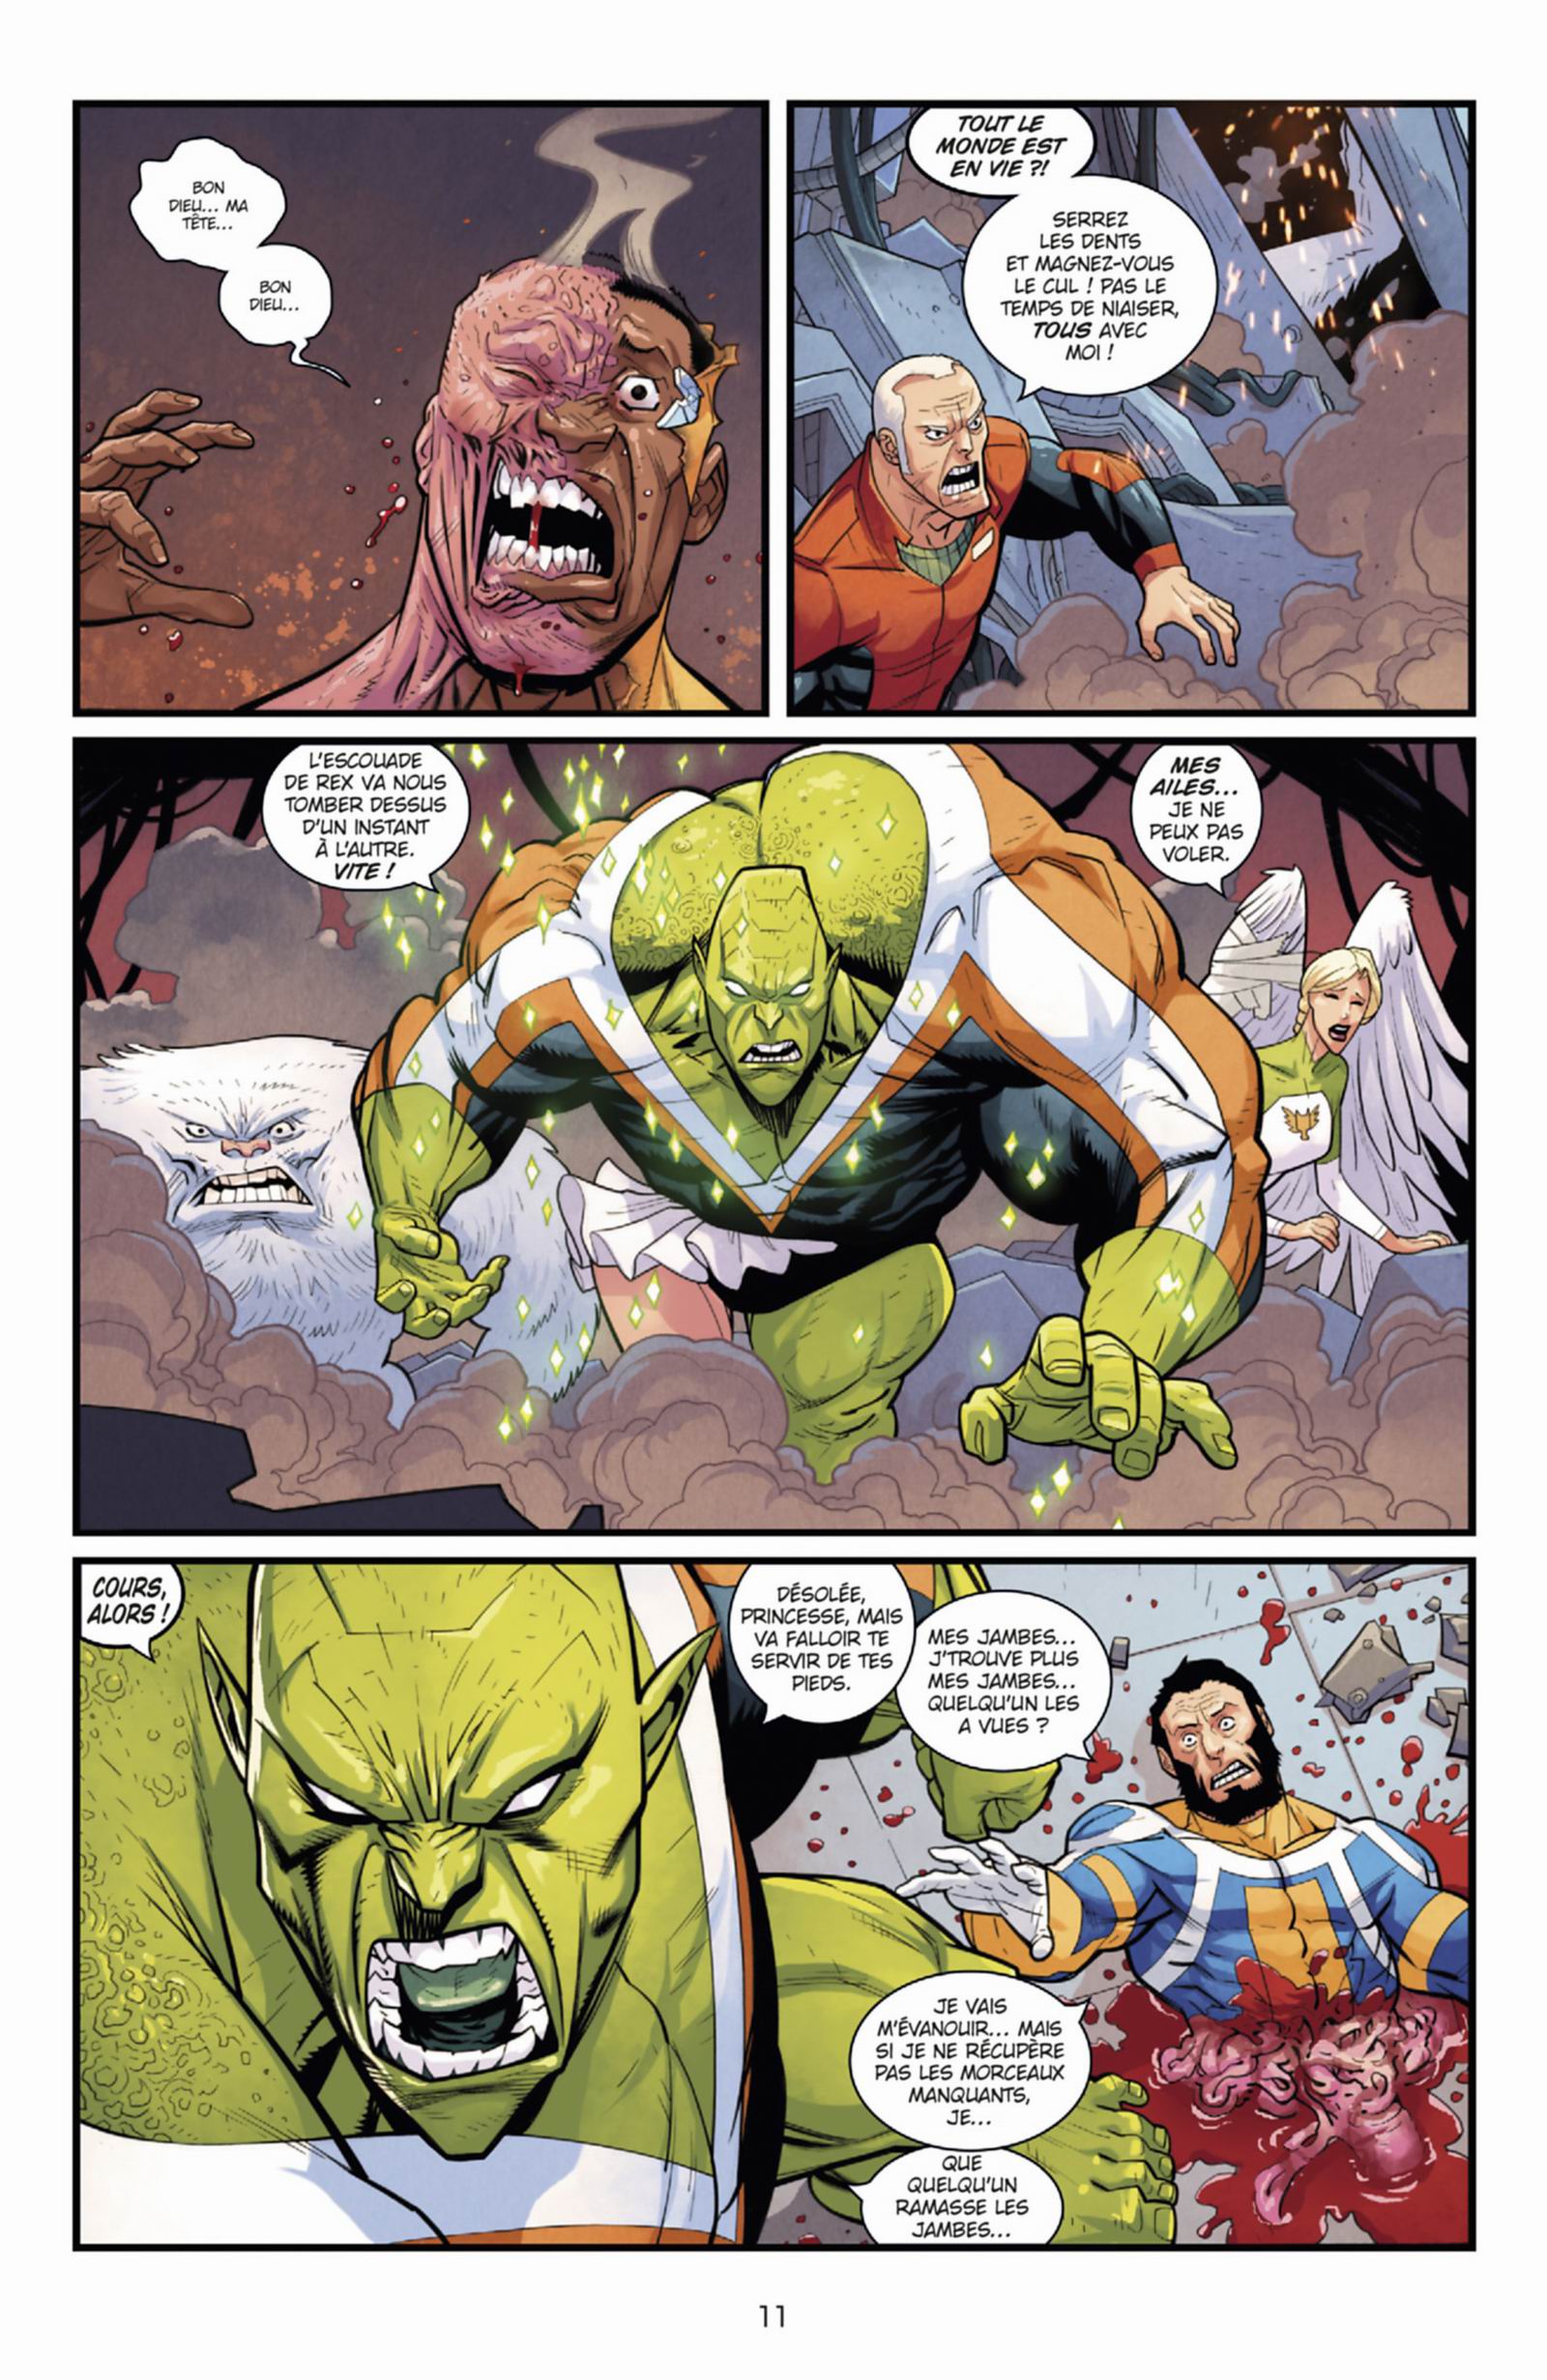 BON
DIEU... MA
TÊTE...
BON
DIEU...
TOUT LE
MONDE EST
EN VIE ?!
SERREZ
LES DENTS
ET MAGNEZ-VOUS
LE CUL ! PAS LE
TEMPS DE NIAISER,
TOUS AVEC
MOI !
L'ESCOUADE
DE REX VA NOUS
TOMBER DESSUS
D'UN INSTANT
À L'AUTRE.
VITE !
MES
AILES...
JE NE
PEUX PAS
VOLER.
COURS,
ALORS !
DÉSOLÉE,
PRINCESSE, MAIS
VA FALLOIR TE
SERVIR DE TES
PIEDS.
MES JAMBES...
J'TROUVE PLUS
MES JAMBES...
QUELQU'UN LES
A VUES ?
JE VAIS
M'ÉVANOUIR... MAIS
SI JE NE RÉCUPÈRE
PAS LES MORCEAUX
MANQUANTS,
JE...
QUE
QUELQU'UN
RAMASSE LES
JAMBES...
11